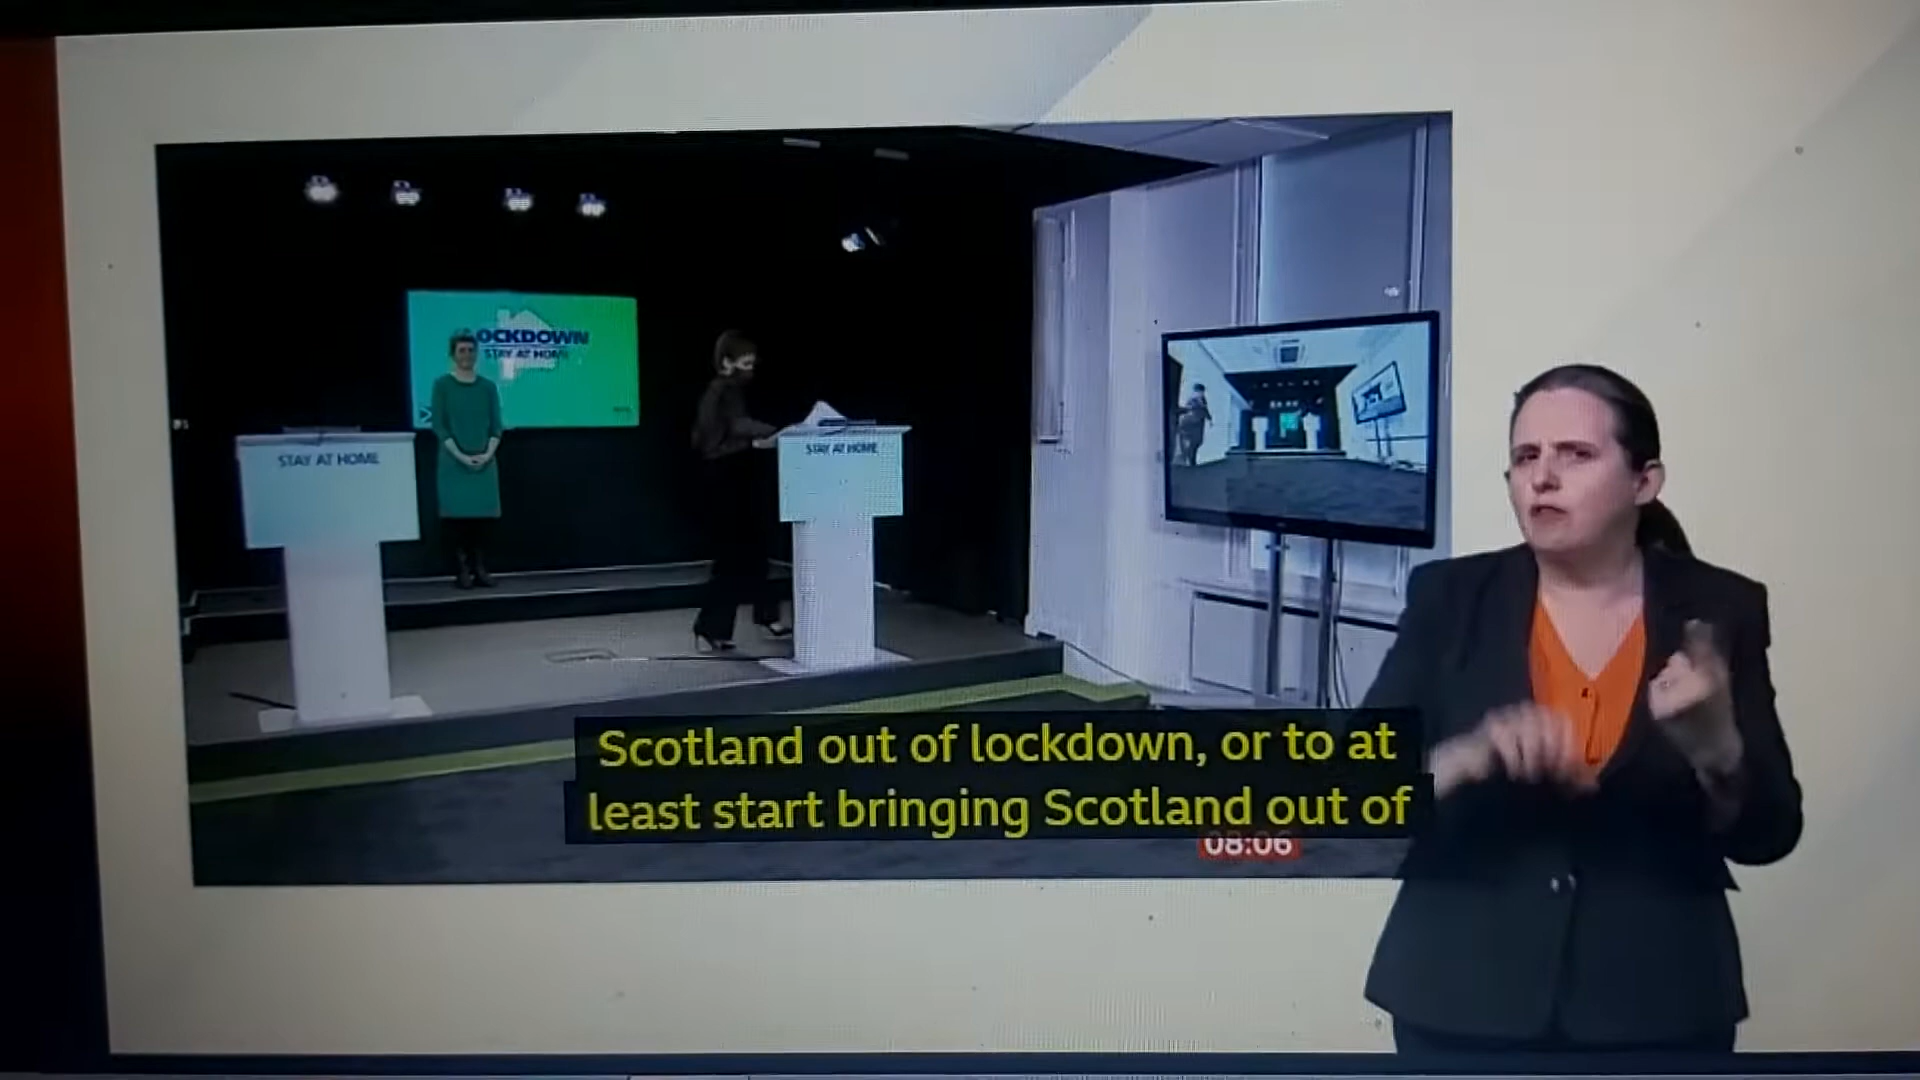 OCKDOWN
STAY AT HOME
STAY AT HOME
STAY AT HOME
Scotland out of lockdown, or to at
least start bringing Scotland out of
08:06